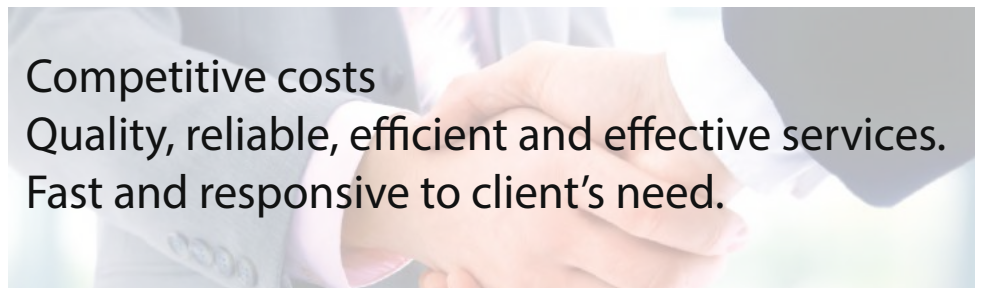 Competitive costs
Quality, reliable, efficient and effective services.
Fast and responsive to client’s need.